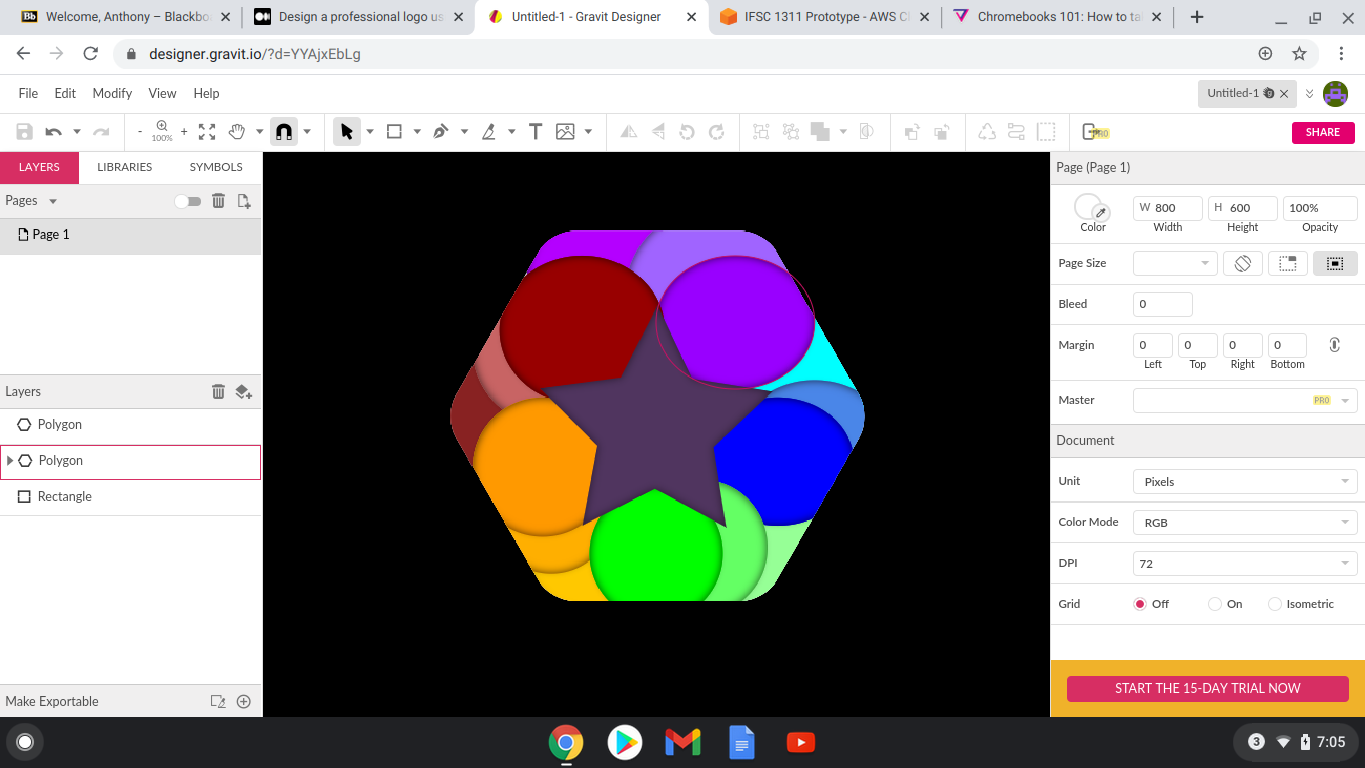 Bb Welcome, Anthony – Blackbo
Design a professional logo us
Untitled-1 - Gravit Designer
IFSC 1311 Prototype - AWS C
Chromebooks 101: How to ta
designer.gravit.io/?d=YYAjxEbLg
File Edit Modify View Help
Untitled-1
- 100% +
PRO
SHARE
LAYERS LIBRARIES SYMBOLS
Pages
Page 1
Layers
Polygon
Polygon
Rectangle
Make Exportable
Page (Page 1)
W 800 H 600 100%
Color Width Height Opacity
Page Size
Bleed 0
Margin 0 0 0 0
Left Top Right Bottom
Master PRO
Document
Unit Pixels
Color Mode RGB
DPI 72
Grid Off On Isometric
START THE 15-DAY TRIAL NOW
3 7:05